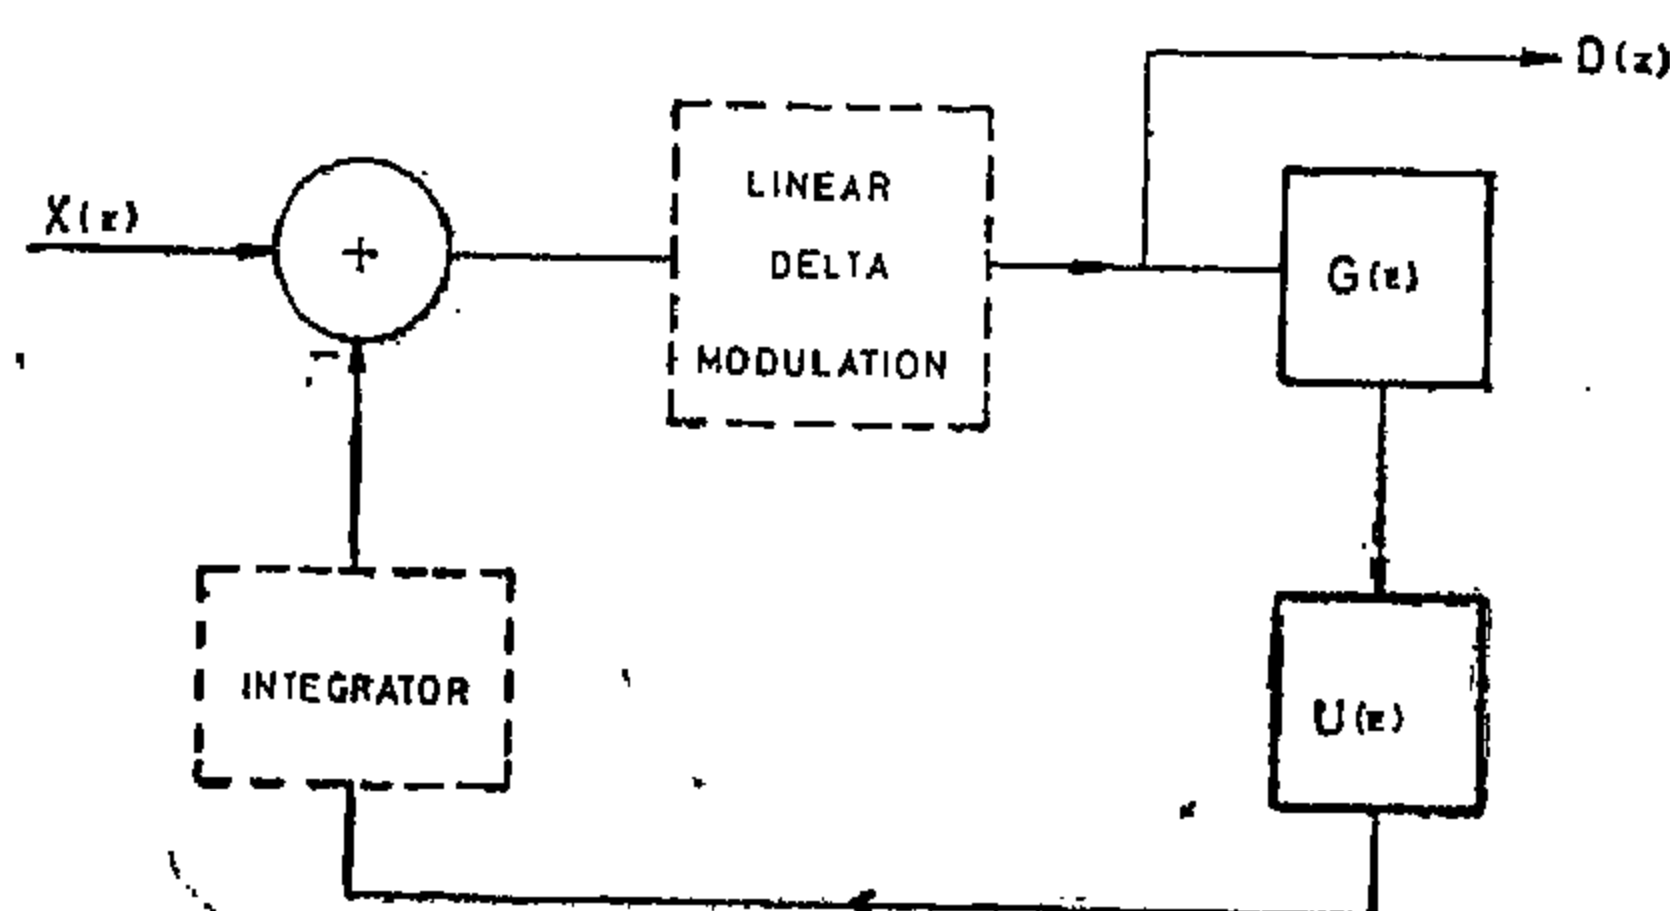 D(z)
X(z)
+
LINEAR
DELTA
MODULATION
G(z)
-
INTEGRATOR
U(z)